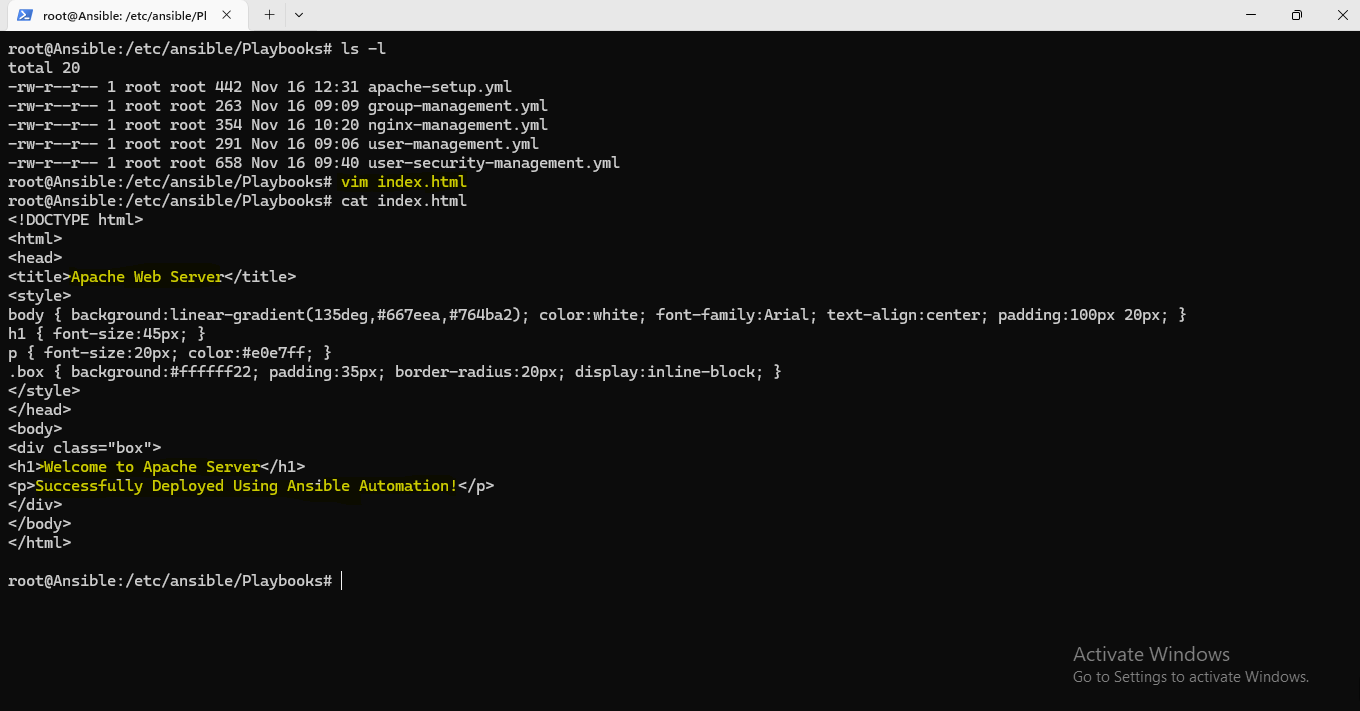 root@Ansible: /etc/ansible/Pl
root@Ansible:/etc/ansible/Playbooks# ls -l
total 20
-rw-r--r-- 1 root root 442 Nov 16 12:31 apache-setup.yml
-rw-r--r-- 1 root root 263 Nov 16 09:09 group-management.yml
-rw-r--r-- 1 root root 354 Nov 16 10:20 nginx-management.yml
-rw-r--r-- 1 root root 291 Nov 16 09:06 user-management.yml
-rw-r--r-- 1 root root 658 Nov 16 09:40 user-security-management.yml
root@Ansible:/etc/ansible/Playbooks# vim index.html
root@Ansible:/etc/ansible/Playbooks# cat index.html
<!DOCTYPE html>
<html>
<head>
<title>Apache Web Server</title>
<style>
body { background:linear-gradient(135deg,#667eea,#764ba2); color:white; font-family:Arial; text-align:center; padding:100px 20px; }
h1 { font-size:45px; }
p { font-size:20px; color:#e0e7ff; }
.box { background:#ffffff22; padding:35px; border-radius:20px; display:inline-block; }
</style>
</head>
<body>
<div class="box">
<h1>Welcome to Apache Server</h1>
<p>Successfully Deployed Using Ansible Automation!</p>
</div>
</body>
</html>
root@Ansible:/etc/ansible/Playbooks#
Activate Windows
Go to Settings to activate Windows.